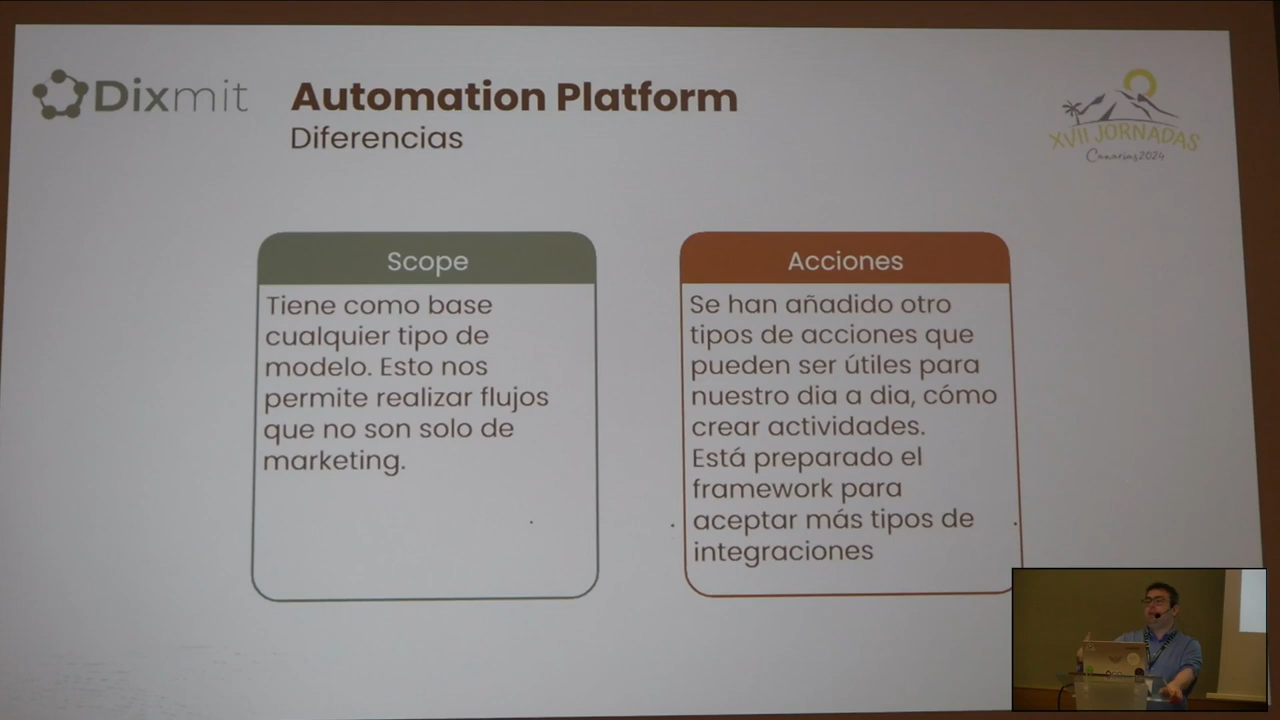 Dixmit
Automation Platform
Diferencias
XVII JORNADAS
Canarias2024
Scope
Tiene como base
cualquier tipo de
modelo. Esto nos
permite realizar flujos
que no son solo de
marketing.
Acciones
Se han añadido otro
tipos de acciones que
pueden ser útiles para
nuestro dia a dia, cómo
crear actividades.
Está preparado el
framework para
aceptar más tipos de
integraciones